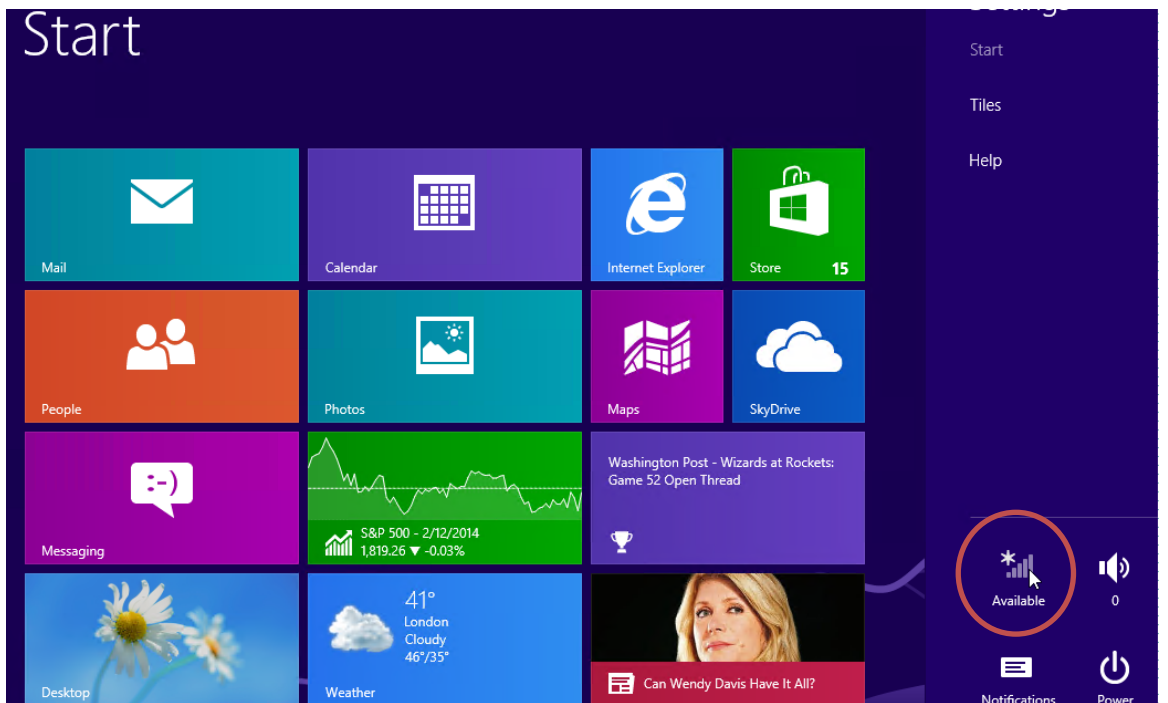 Start
Settings
Start
Tiles
Help
Mail
Calendar
Internet Explorer
Store 15
People
Photos
Maps
SkyDrive
:-)
Messaging
S&P 500 - 2/12/2014
1,819.26 ▼ -0.03%
Washington Post - Wizards at Rockets:
Game 52 Open Thread
Desktop
41°
London
Cloudy
46°/35°
Weather
Can Wendy Davis Have It All?
Available
0
Notifications
Power